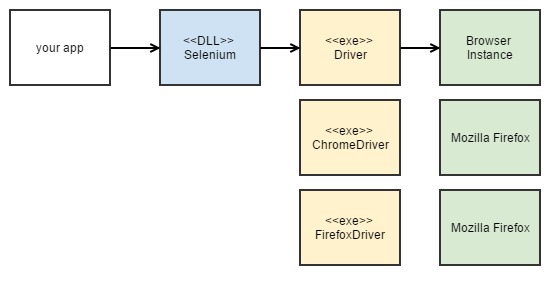 your app
<<DLL>>
Selenium
<<exe>>
Driver
Browser
Instance
<<exe>>
ChromeDriver
Mozilla Firefox
<<exe>>
FirefoxDriver
Mozilla Firefox